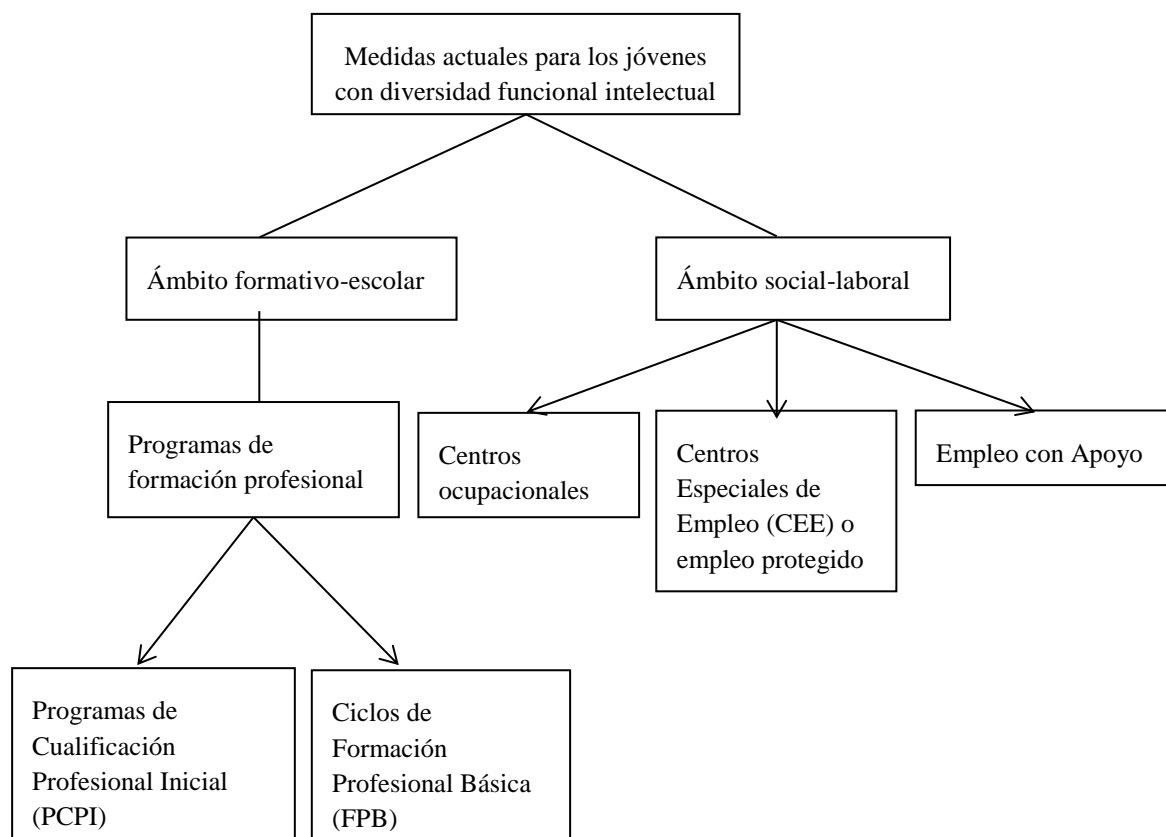 Medidas actuales para los jóvenes
con diversidad funcional intelectual
Ámbito formativo-escolar
Ámbito social-laboral
Programas de
formación profesional
Centros
ocupacionales
Centros
Especiales de
Empleo (CEE) o
empleo protegido
Empleo con Apoyo
Programas de
Cualificación
Profesional Inicial
(PCPI)
Ciclos de
Formación
Profesional Básica
(FPB)